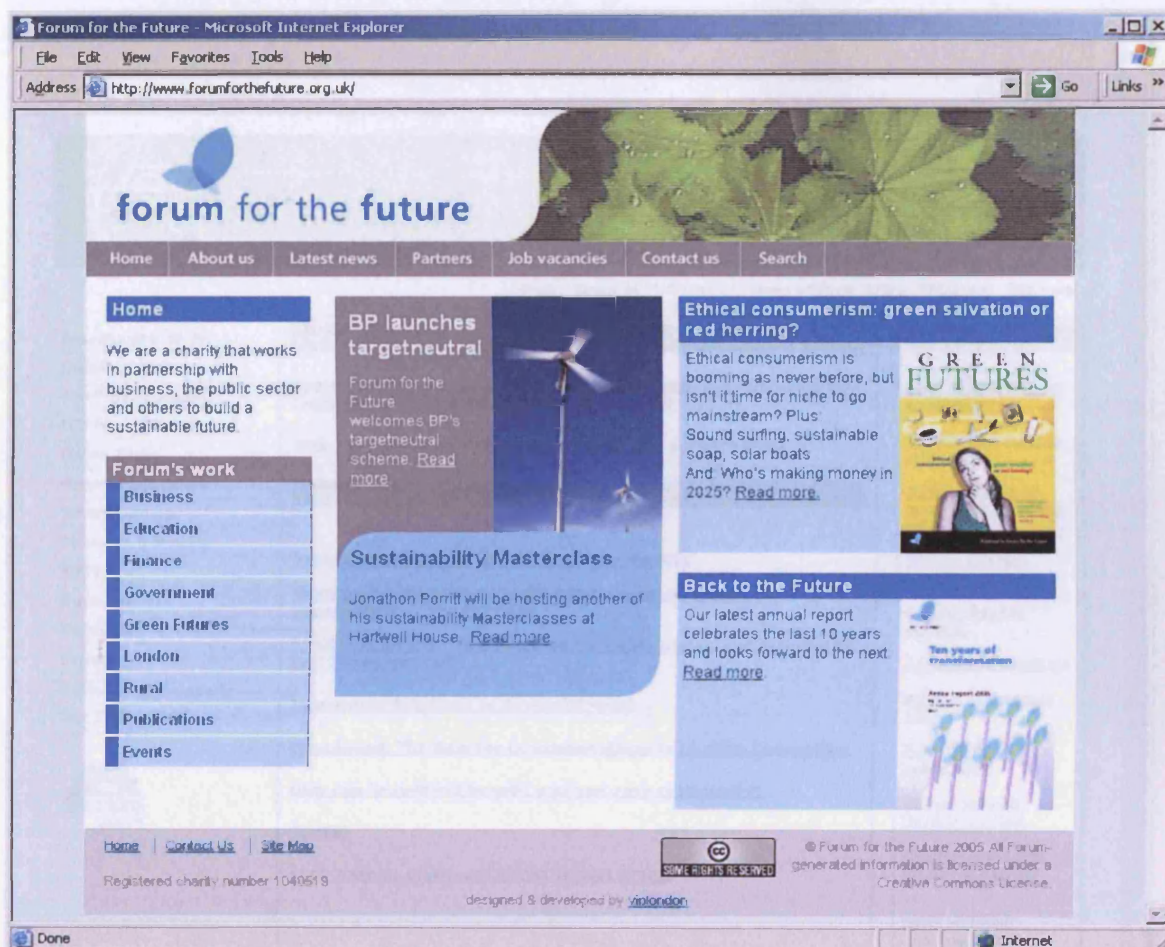 Forum for the Future - Microsoft Internet Explorer
File Edit View Favorites Tools Help
Address http://www.forumforthefuture.org.uk/ Go Links »
forum for the future
Home About us Latest news Partners Job vacancies Contact us Search
Home
We are a charity that works
in partnership with
business, the public sector
and others to build a
sustainable future.
Forum's work
Business
Education
Finance
Government
Green Futures
London
Rural
Publications
Events
BP launches
targetneutral
Forum for the
Future
welcomes BP's
targetneutral
scheme. Read
more.
Sustainability Masterclass
Jonathon Porritt will be hosting another of
his sustainability Masterclasses at
Hartwell House. Read more.
Ethical consumerism: green salvation or
red herring?
Ethical consumerism is
booming as never before, but
isn't it time for niche to go
mainstream? Plus:
Sound surfing, sustainable
soap, solar boats
And: Who's making money in
2025? Read more.
GREEN
FUTURES
Back to the Future
Our latest annual report
celebrates the last 10 years
and looks forward to the next.
Read more.
Ten years of
transformation
Annual report 2006
Home | Contact Us | Site Map
Registered charity number 1040519
cc
SOME RIGHTS RESERVED
© Forum for the Future 2005 All Forum-
generated information is licensed under a
Creative Commons License.
designed & developed by viplondon
Done
Internet